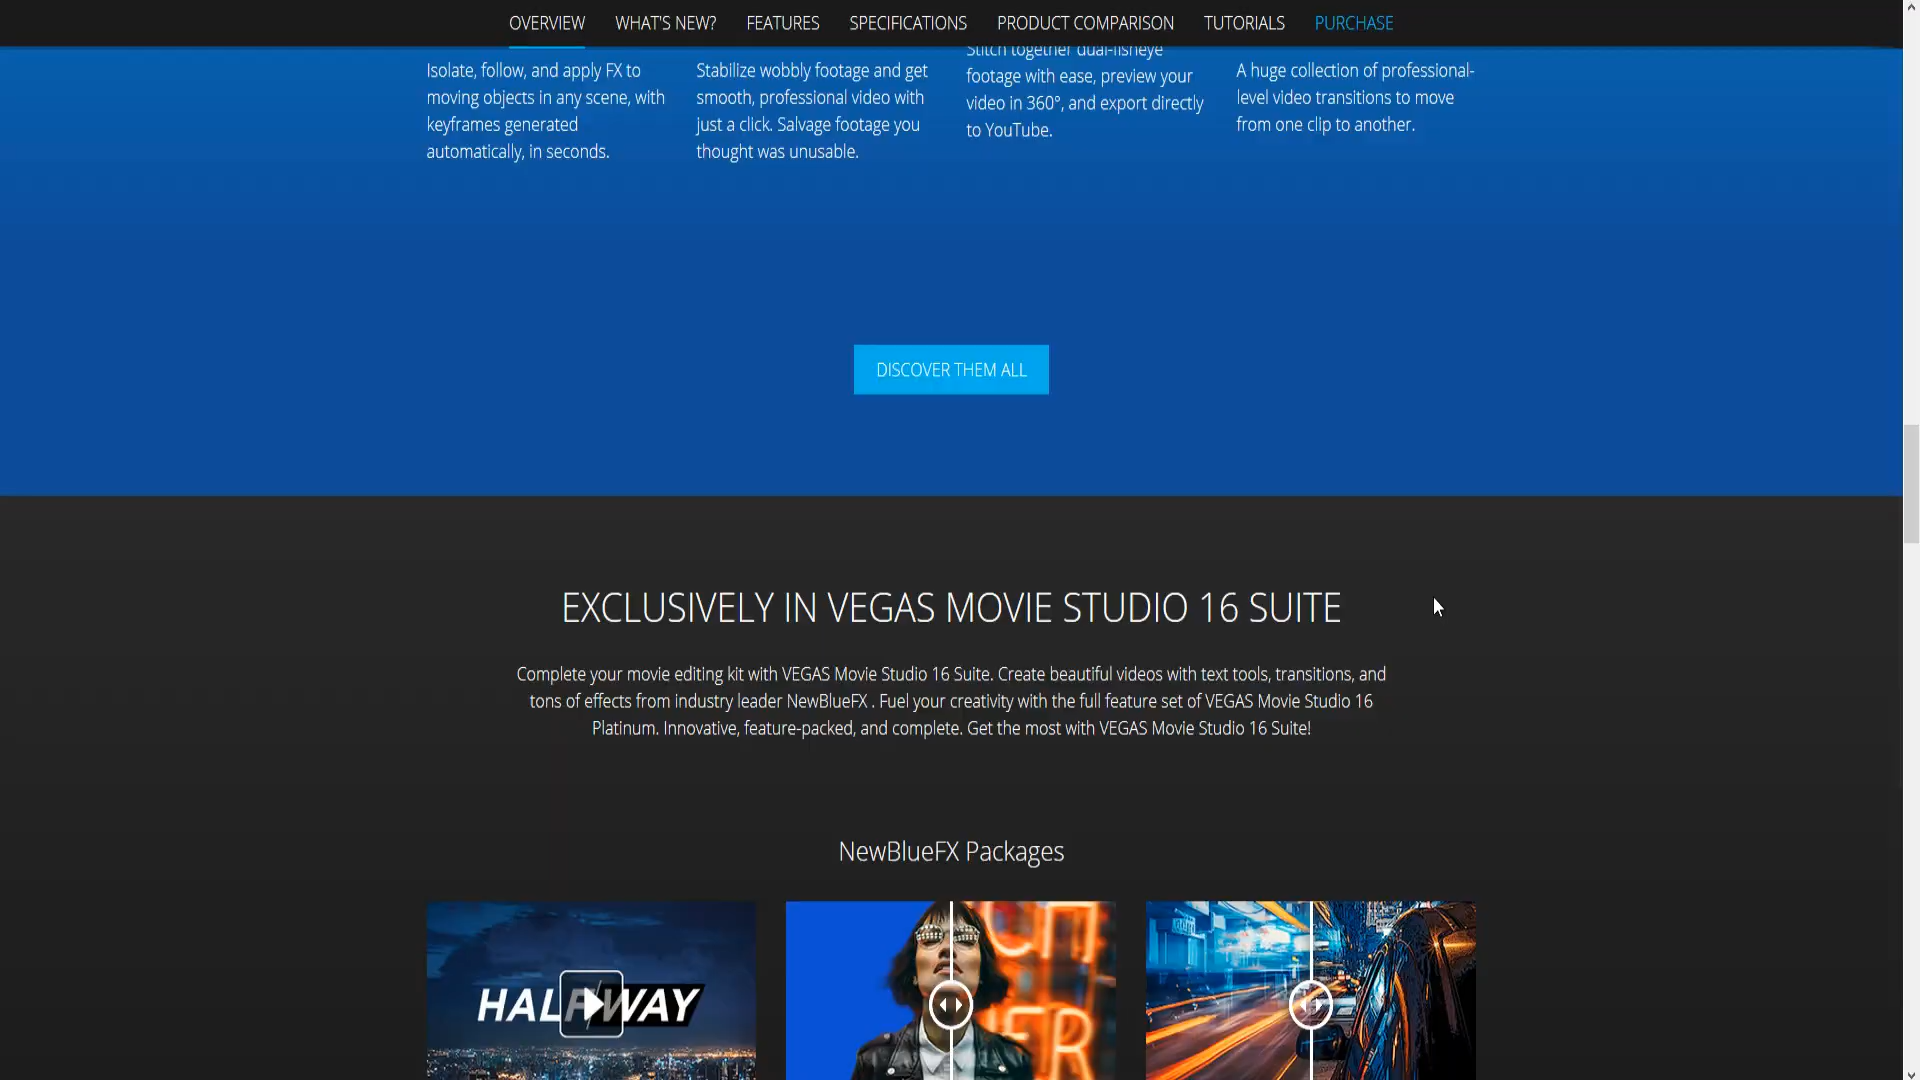 OVERVIEW WHAT'S NEW? FEATURES SPECIFICATIONS PRODUCT COMPARISON TUTORIALS PURCHASE
Isolate, follow, and apply FX to
moving objects in any scene, with
keyframes generated
automatically, in seconds.
Stabilize wobbly footage and get
smooth, professional video with
just a click. Salvage footage you
thought was unusable.
Stitch together dual-fisheye
footage with ease, preview your
video in 360°, and export directly
to YouTube.
A huge collection of professional-
level video transitions to move
from one clip to another.
DISCOVER THEM ALL
EXCLUSIVELY IN VEGAS MOVIE STUDIO 16 SUITE
Complete your movie editing kit with VEGAS Movie Studio 16 Suite. Create beautiful videos with text tools, transitions, and
tons of effects from industry leader NewBlueFX . Fuel your creativity with the full feature set of VEGAS Movie Studio 16
Platinum. Innovative, feature-packed, and complete. Get the most with VEGAS Movie Studio 16 Suite!
NewBlueFX Packages
HALFWAY